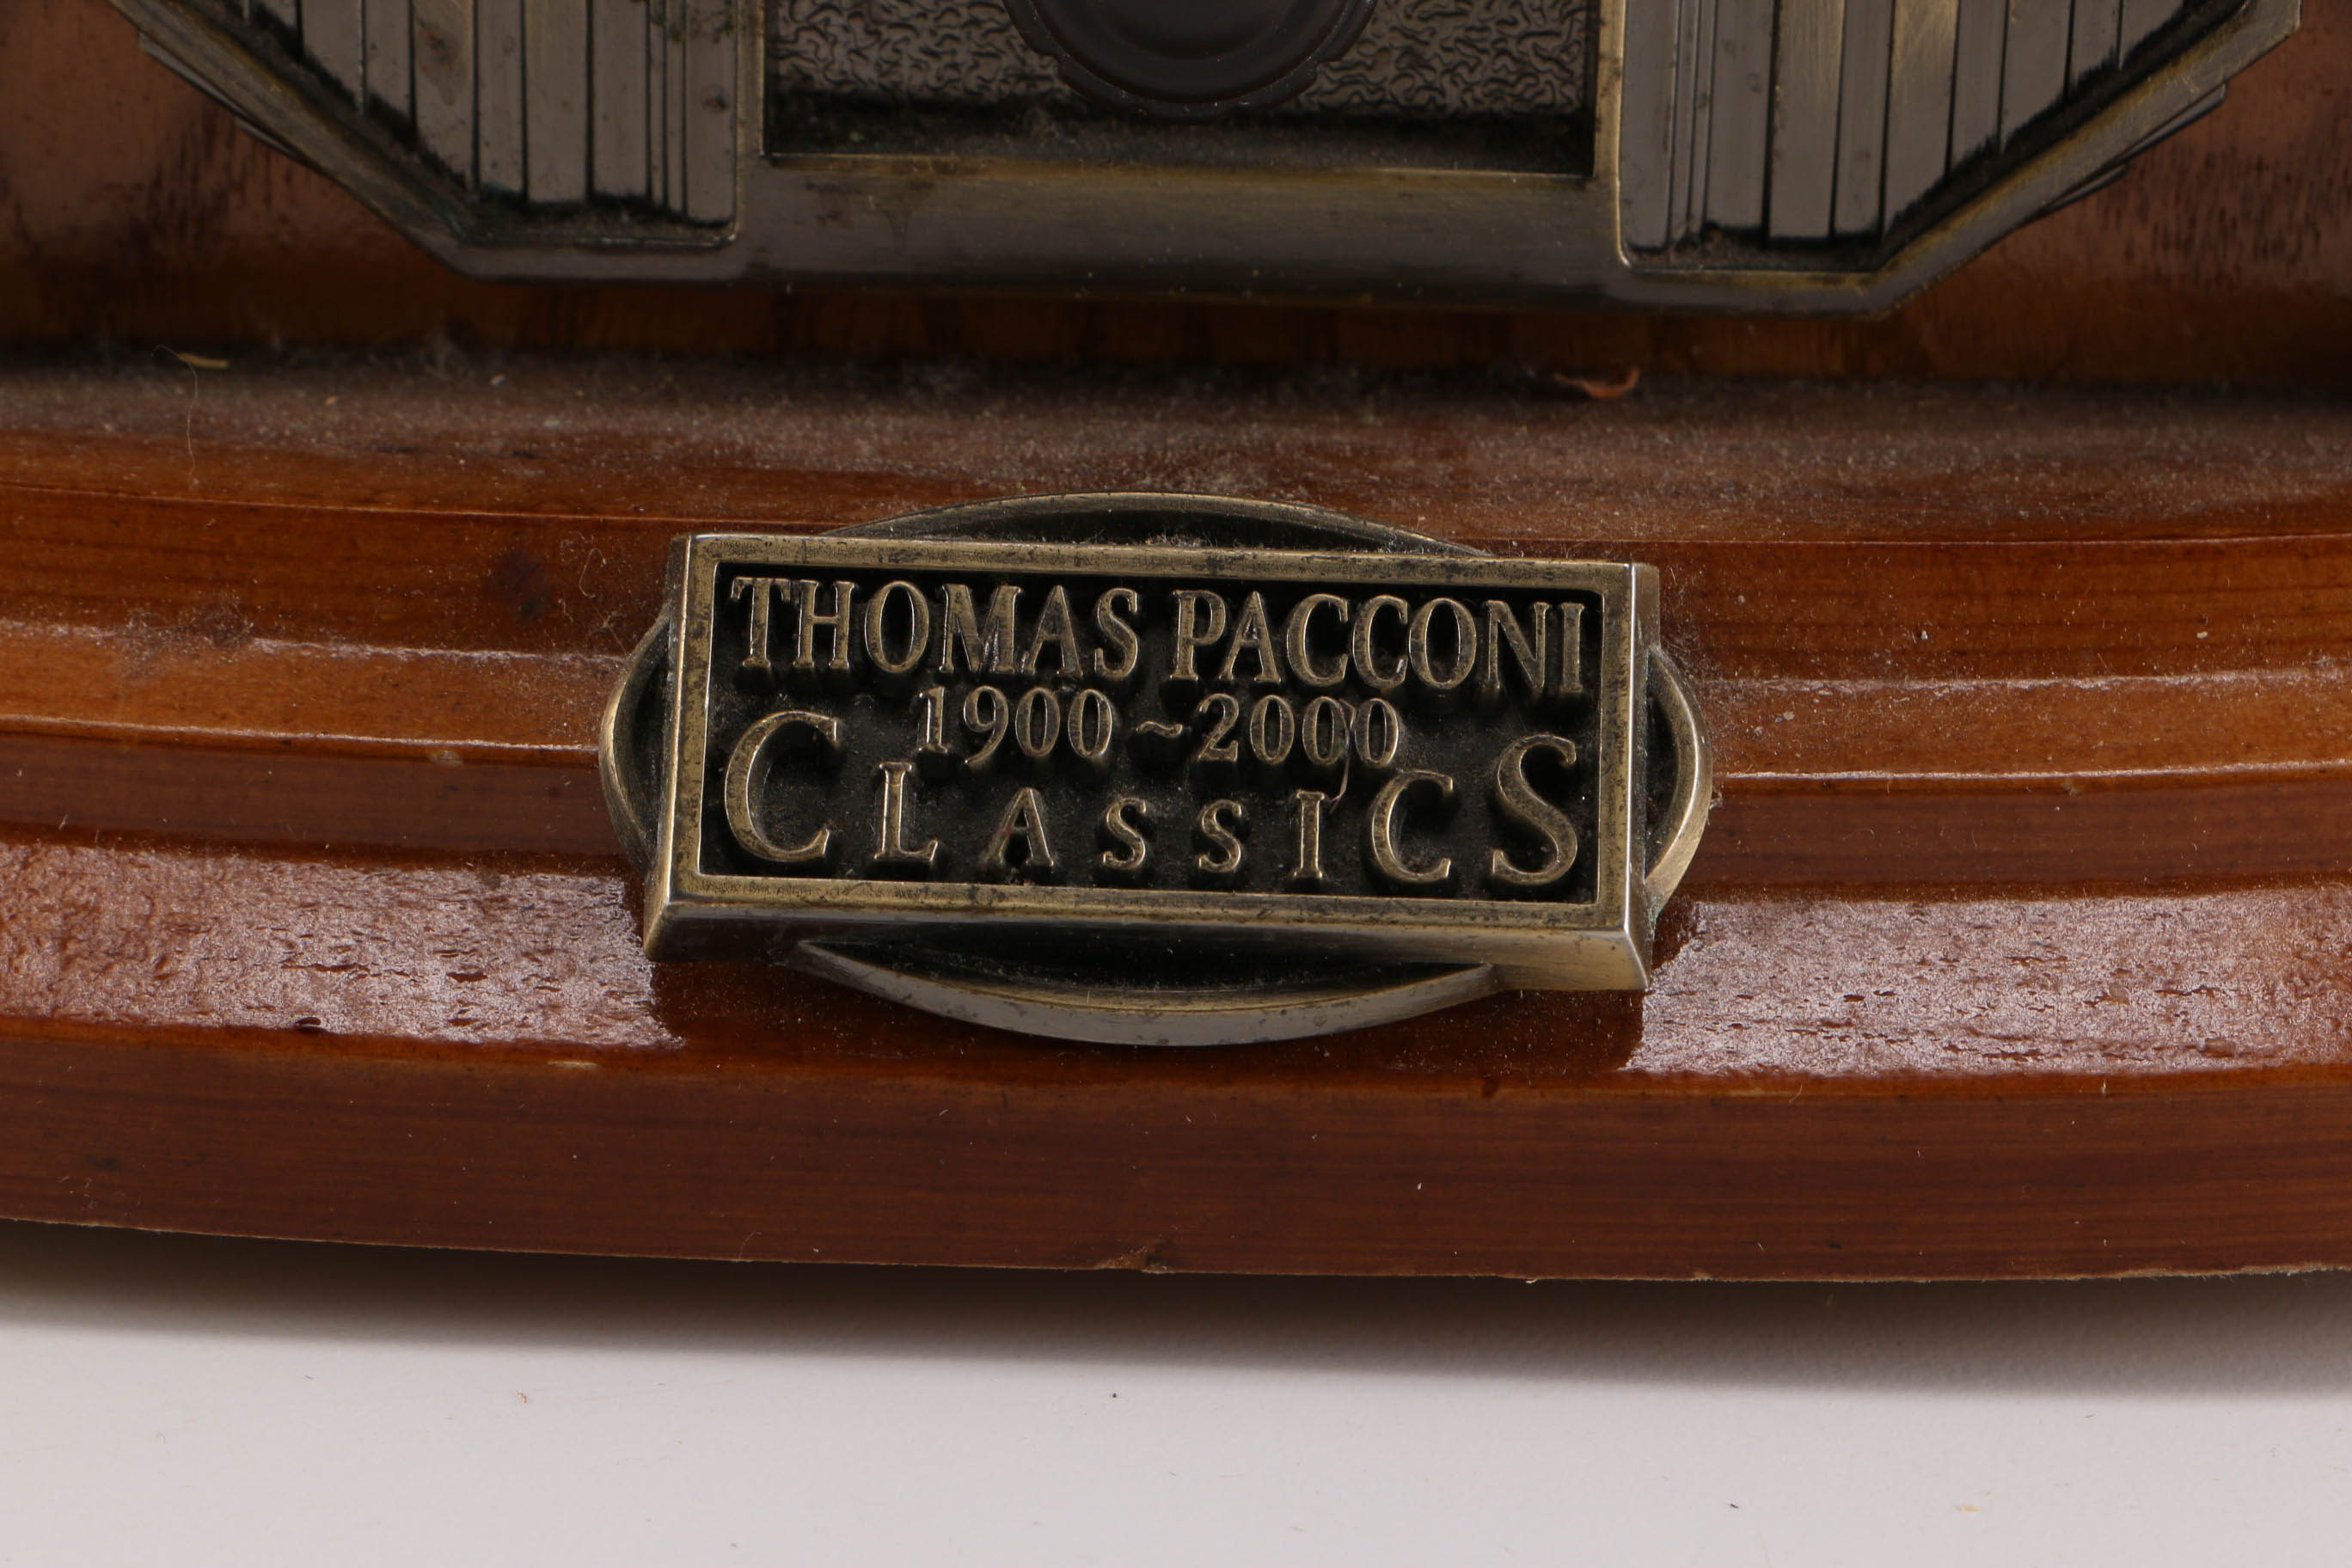 THOMAS PACCONI
1900~2000
CLASSICS